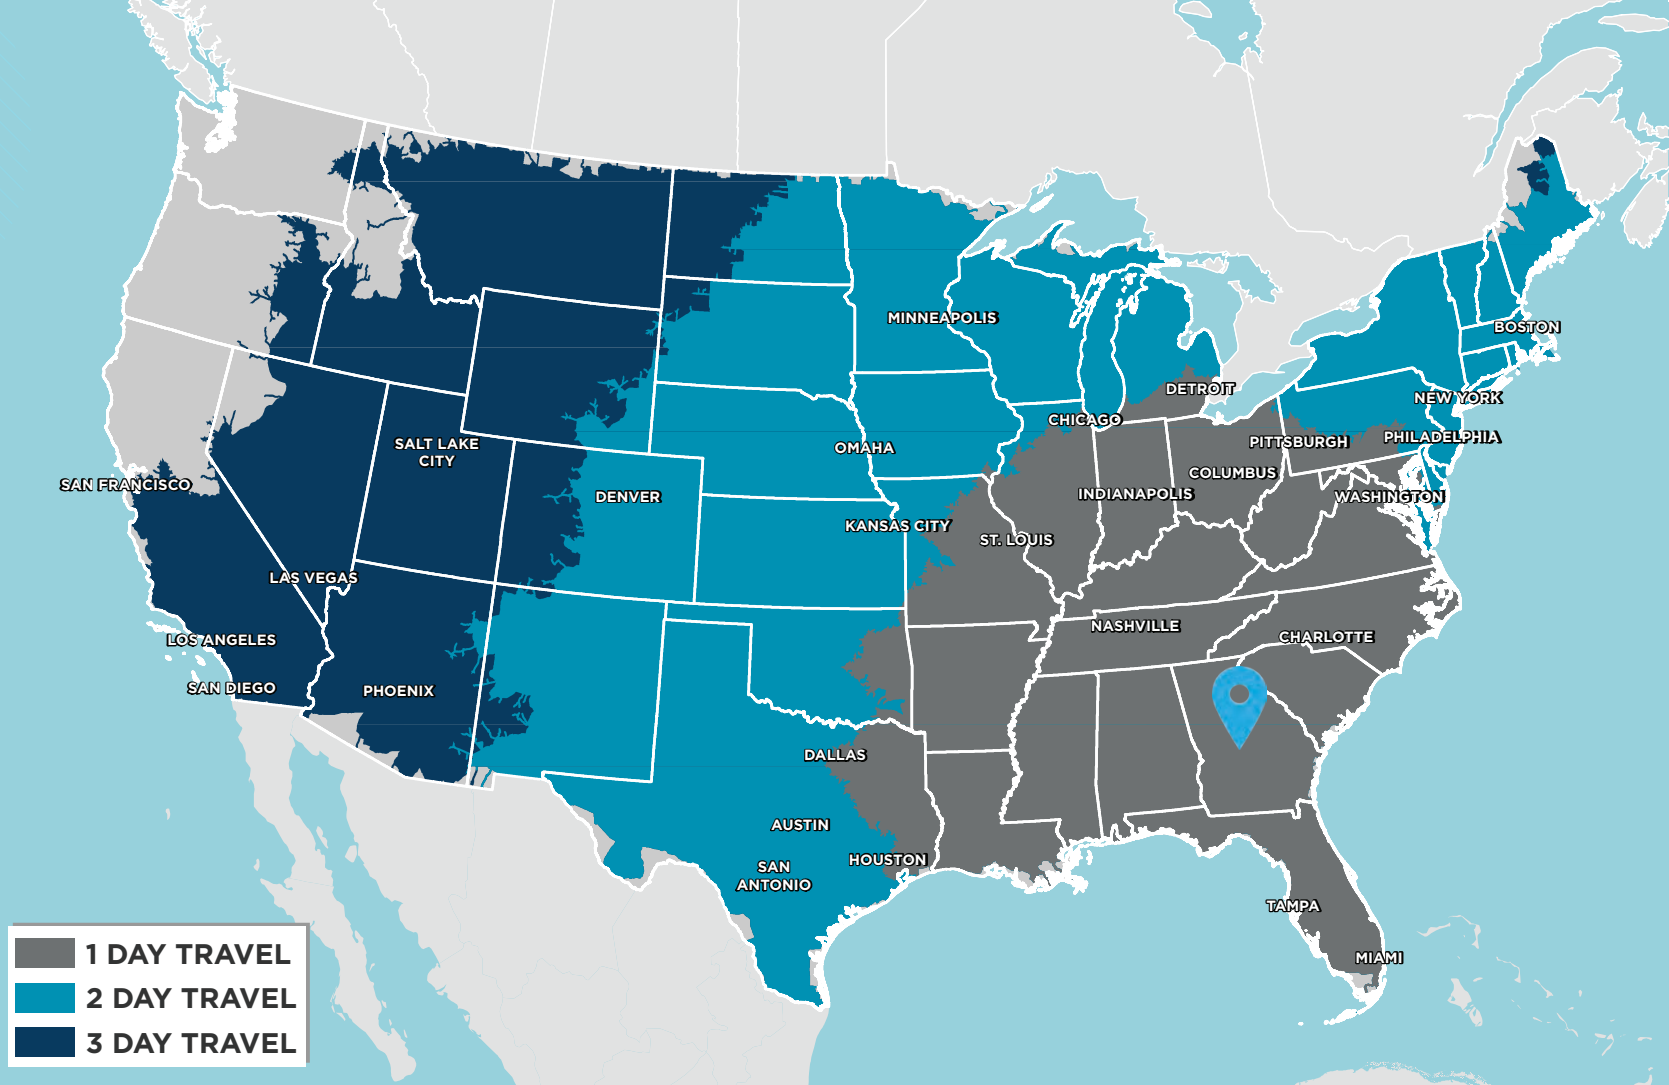 MINNEAPOLIS
BOSTON
DETROIT
NEW YORK
CHICAGO
PITTSBURGH
PHILADELPHIA
SALT LAKE
CITY
OMAHA
COLUMBUS
SAN FRANCISCO
DENVER
INDIANAPOLIS
WASHINGTON
KANSAS CITY
ST. LOUIS
LAS VEGAS
NASHVILLE
CHARLOTTE
LOS ANGELES
SAN DIEGO
PHOENIX
DALLAS
AUSTIN
HOUSTON
SAN
ANTONIO
TAMPA
MIAMI
1 DAY TRAVEL
2 DAY TRAVEL
3 DAY TRAVEL